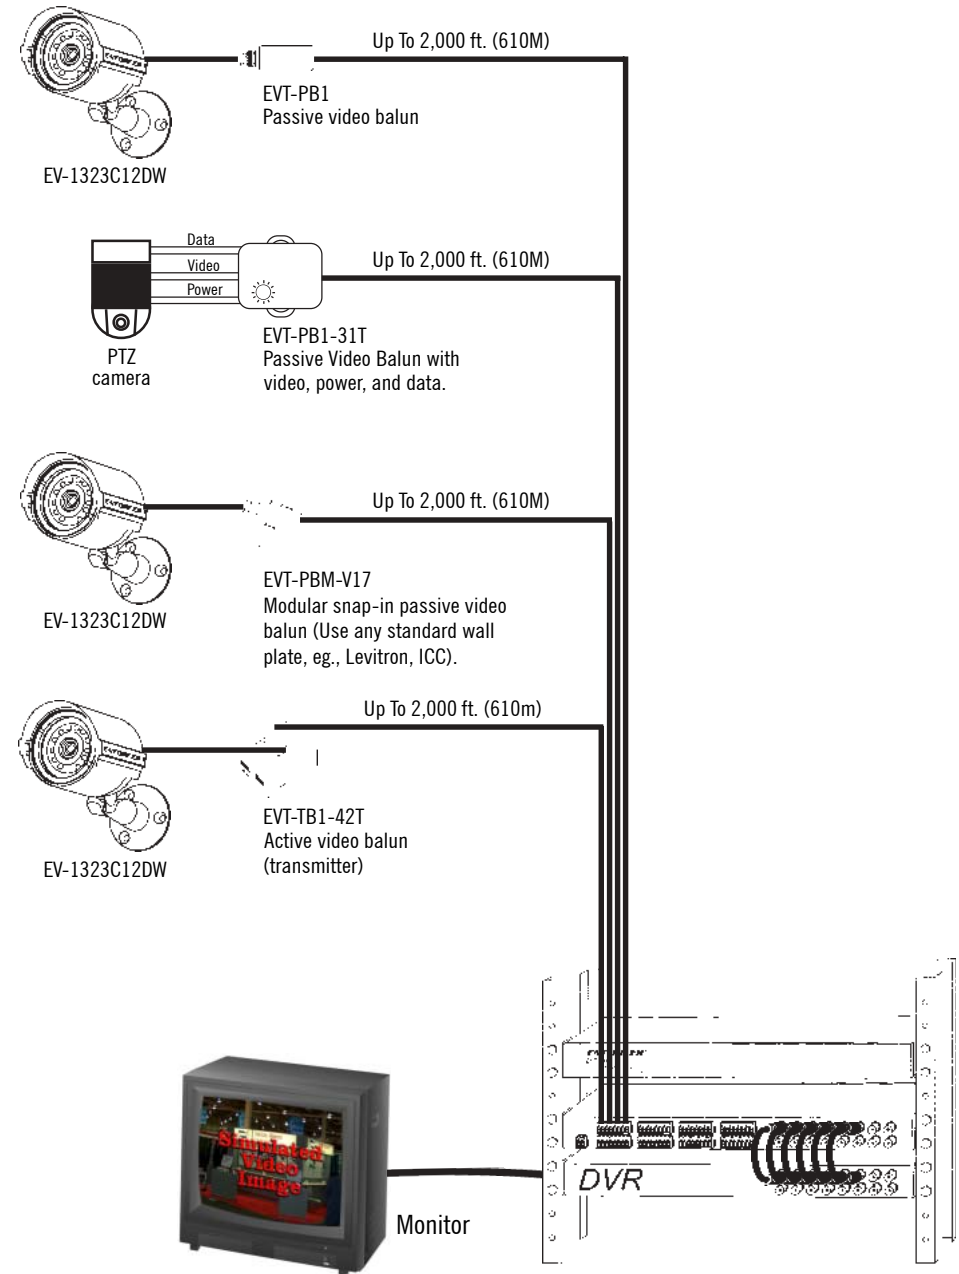 Up To 2,000 ft. (610M)
EVT-PB1
Passive video balun
EV-1323C12DW
Data
Video
Power
Up To 2,000 ft. (610M)
PTZ
camera
EVT-PB1-31T
Passive Video Balun with
video, power, and data.
Up To 2,000 ft. (610M)
EVT-PBM-V17
Modular snap-in passive video
balun (Use any standard wall
plate, eg., Levitron, ICC).
EV-1323C12DW
Up To 2,000 ft. (610m)
EVT-TB1-42T
Active video balun
(transmitter)
EV-1323C12DW
Simulated
Video
Image
Monitor
DVR